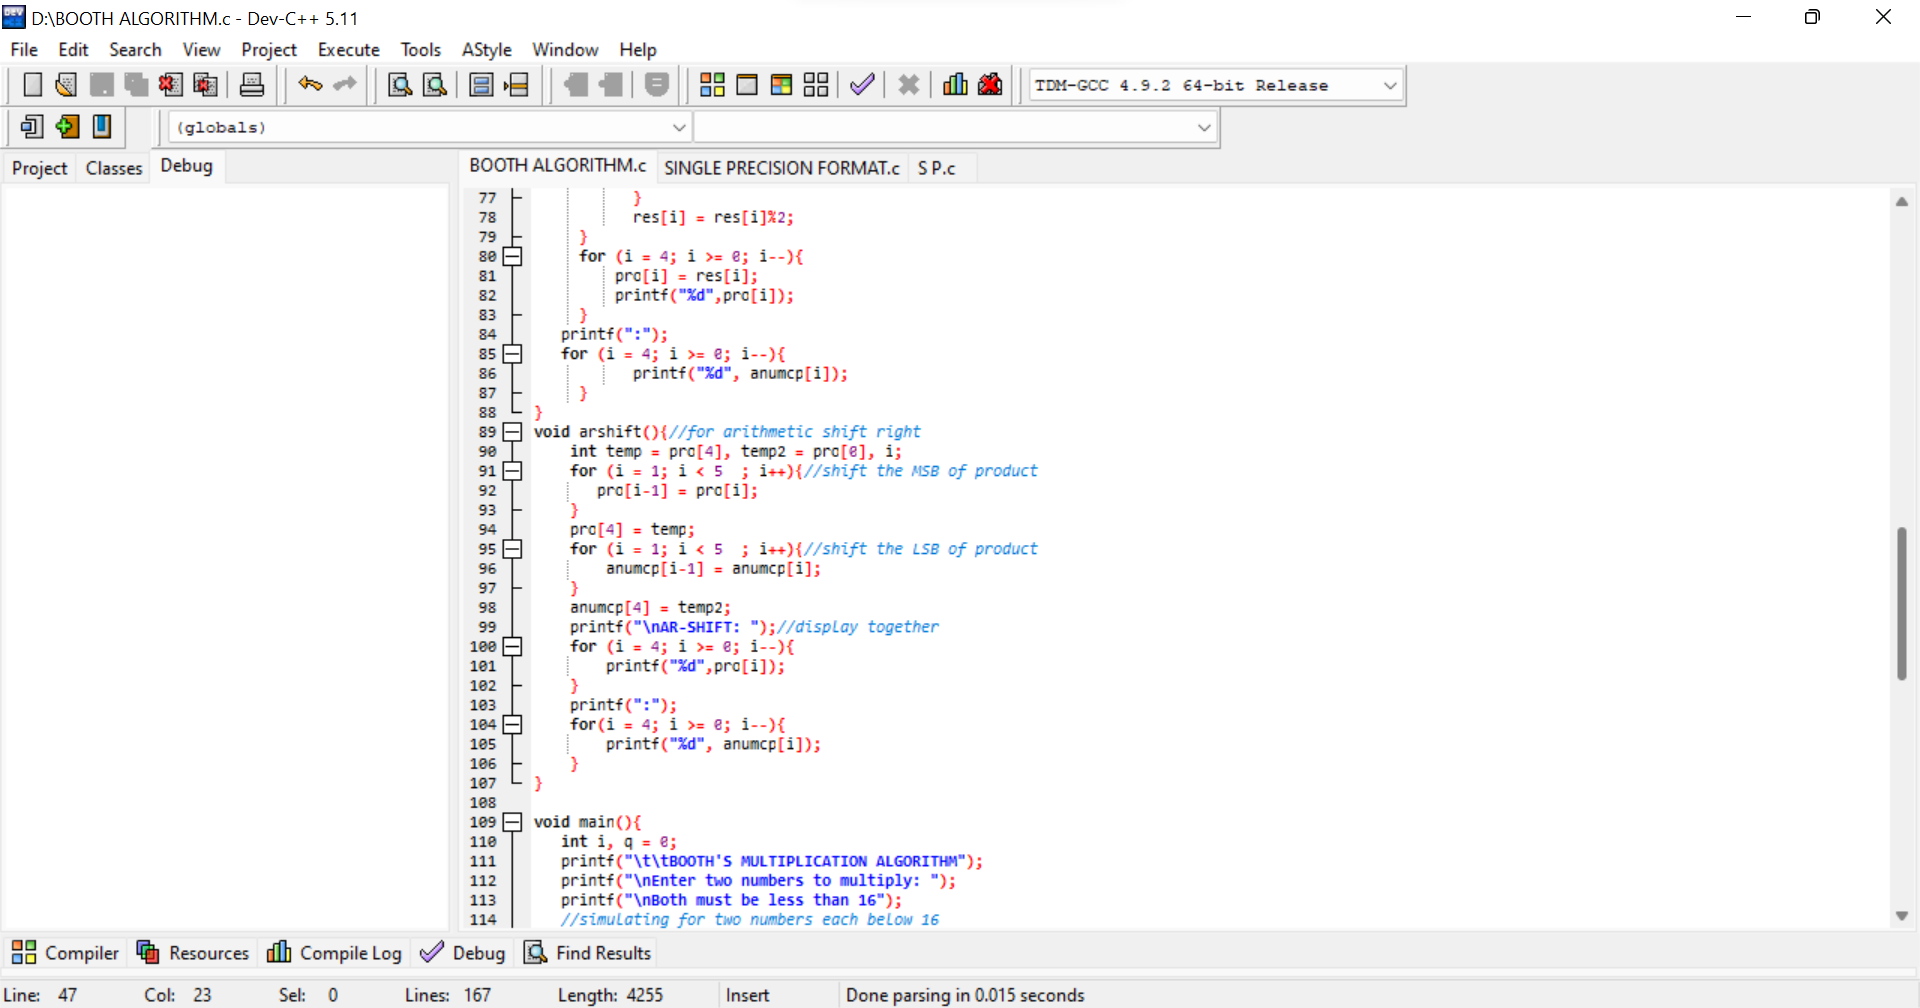 D:\BOOTH ALGORITHM.c - Dev-C++ 5.11
File Edit Search View Project Execute Tools AStyle Window Help
TDM-GCC 4.9.2 64-bit Release
(globals)
Project Classes Debug
BOOTH ALGORITHM.c SINGLE PRECISION FORMAT.c S P.c
77 }
78 res[i] = res[i]%2;
79 }
80 for (i = 4; i >= 0; i--){
81 pro[i] = res[i];
82 printf("%d",pro[i]);
83 }
84 printf(":");
85 for (i = 4; i >= 0; i--){
86 printf("%d", anumcp[i]);
87 }
88 }
89 void arshift(){//for arithmetic shift right
90 int temp = pro[4], temp2 = pro[0], i;
91 for (i = 1; i < 5  ; i++){//shift the MSB of product
92 pro[i-1] = pro[i];
93 }
94 pro[4] = temp;
95 for (i = 1; i < 5  ; i++){//shift the LSB of product
96 anumcp[i-1] = anumcp[i];
97 }
98 anumcp[4] = temp2;
99 printf("\nAR-SHIFT: ");//display together
100 for (i = 4; i >= 0; i--){
101 printf("%d",pro[i]);
102 }
103 printf(":");
104 for(i = 4; i >= 0; i--){
105 printf("%d", anumcp[i]);
106 }
107 }
108
109 void main(){
110 int i, q = 0;
111 printf("\t\tBOOTH'S MULTIPLICATION ALGORITHM");
112 printf("\nEnter two numbers to multiply: ");
113 printf("\nBoth must be less than 16");
114 //simulating for two numbers each below 16
Compiler Resources Compile Log Debug Find Results
Line: 47 Col: 23 Sel: 0 Lines: 167 Length: 4255 Insert Done parsing in 0.015 seconds